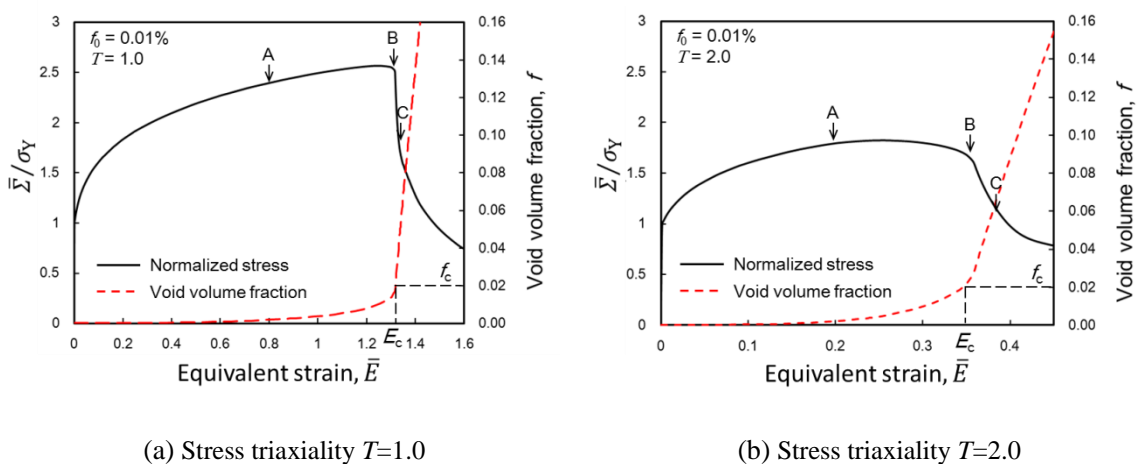 3
2.5
2
1.5
1
0.5
0
f₀ = 0.01%
T = 1.0
A
B
C
Normalized stress
Void volume fraction
f_c
0 0.2 0.4 0.6 0.8 1 1.2 1.4 1.6
E_c
Equivalent strain, Ē
Σ̄/σ_Y
0.16
0.14
0.12
0.10
0.08
0.06
0.04
0.02
0.00
Void volume fraction, f
(a) Stress triaxiality T=1.0
3
2.5
2
1.5
1
0.5
0
f₀ = 0.01%
T = 2.0
A
B
C
Normalized stress
Void volume fraction
f_c
0 0.1 0.2 0.3 0.4
E_c
Equivalent strain, Ē
Σ̄/σ_Y
0.16
0.14
0.12
0.10
0.08
0.06
0.04
0.02
0.00
Void volume fraction, f
(b) Stress triaxiality T=2.0